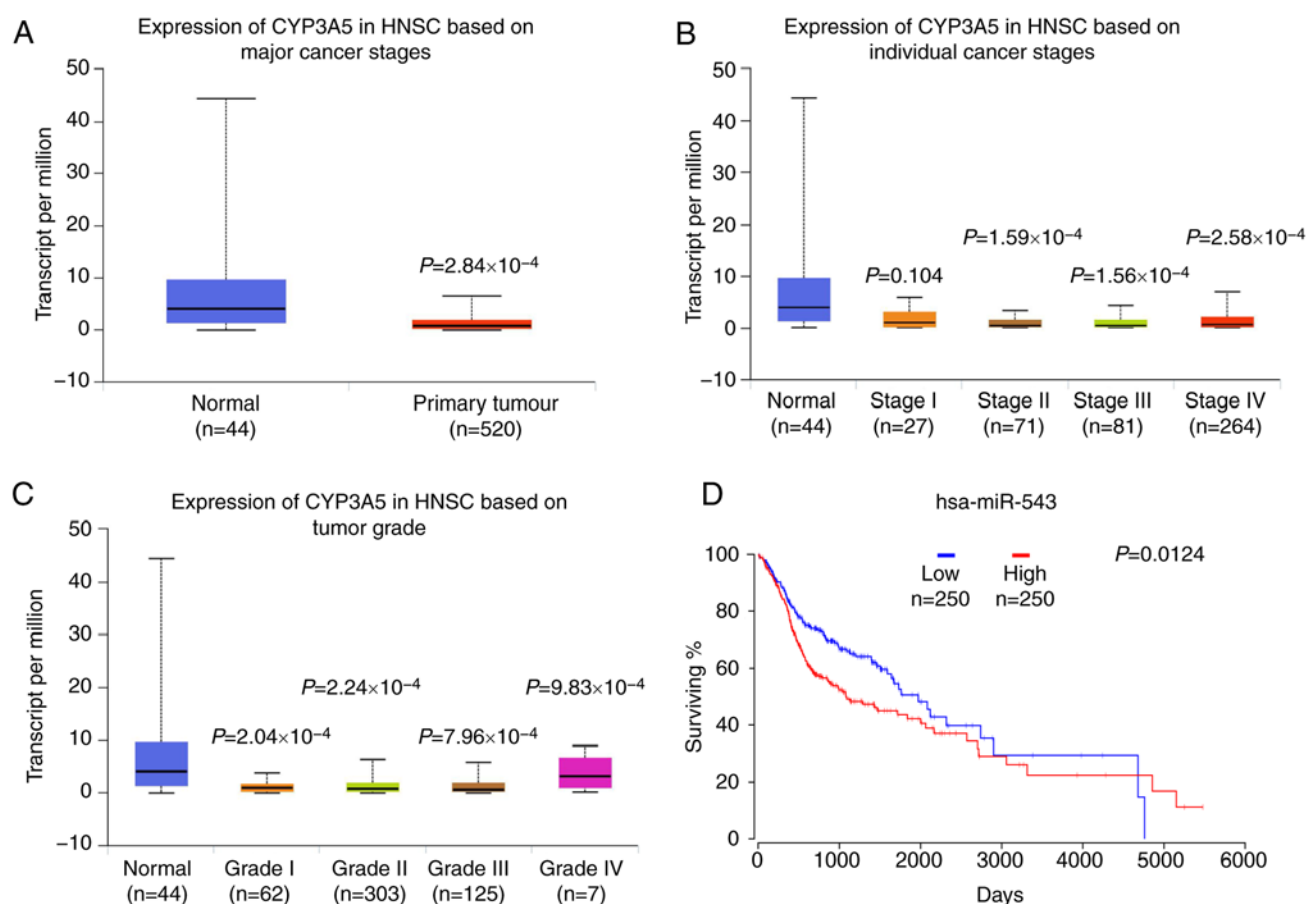 A
Expression of CYP3A5 in HNSC based on
major cancer stages
Transcript per million
50
40
30
20
10
0
−10
P=2.84×10−4
Normal
(n=44)
Primary tumour
(n=520)
B
Expression of CYP3A5 in HNSC based on
individual cancer stages
Transcript per million
50
40
30
20
10
0
−10
P=0.104
P=1.59×10−4
P=1.56×10−4
P=2.58×10−4
Normal
(n=44)
Stage I
(n=27)
Stage II
(n=71)
Stage III
(n=81)
Stage IV
(n=264)
C
Expression of CYP3A5 in HNSC based on
tumor grade
Transcript per million
50
40
30
20
10
0
−10
P=2.04×10−4
P=2.24×10−4
P=7.96×10−4
P=9.83×10−4
Normal
(n=44)
Grade I
(n=62)
Grade II
(n=303)
Grade III
(n=125)
Grade IV
(n=7)
D
hsa-miR-543
Low
n=250
High
n=250
P=0.0124
Surviving %
100
80
60
40
20
0
0 1000 2000 3000 4000 5000 6000
Days